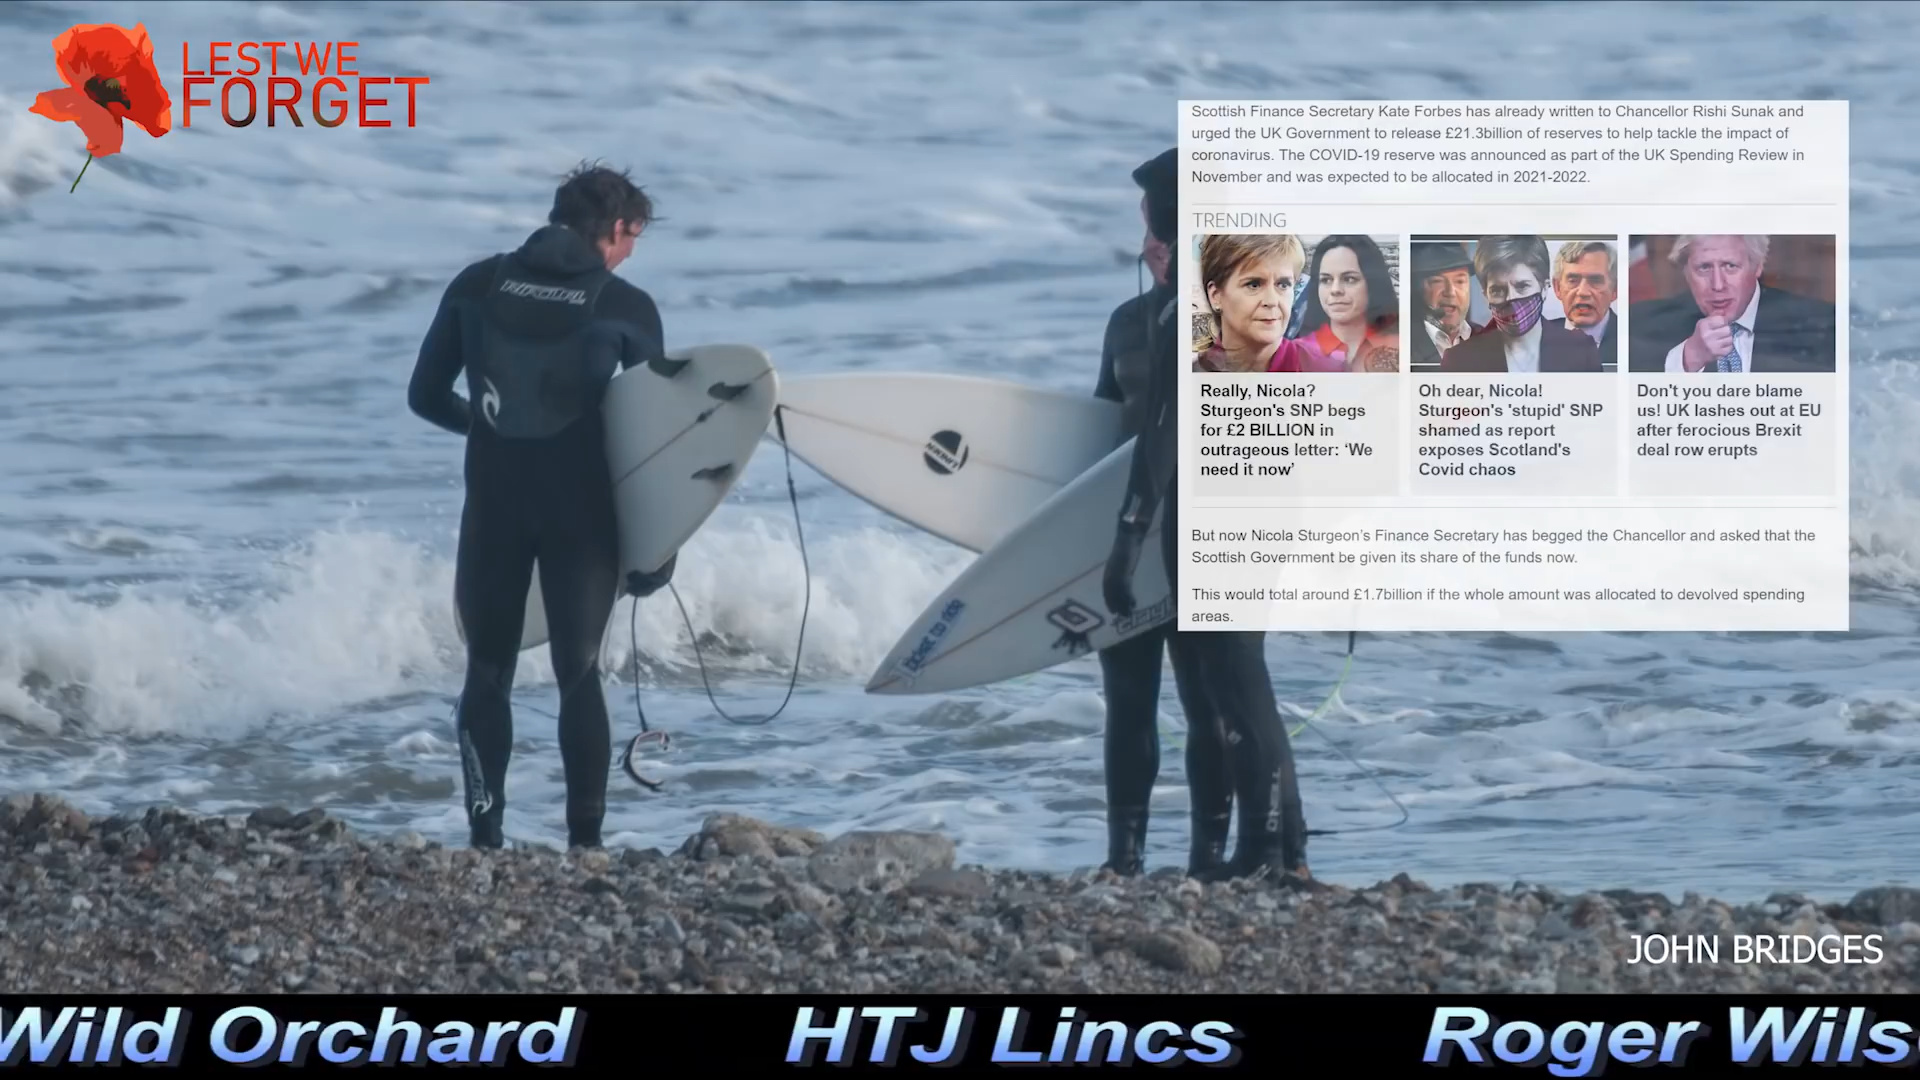 LEST WE
FORGET
Scottish Finance Secretary Kate Forbes has already written to Chancellor Rishi Sunak and
urged the UK Government to release £21.3billion of reserves to help tackle the impact of
coronavirus. The COVID-19 reserve was announced as part of the UK Spending Review in
November and was expected to be allocated in 2021-2022.
TRENDING
Really, Nicola?
Sturgeon's SNP begs
for £2 BILLION in
outrageous letter: ‘We
need it now’
Oh dear, Nicola!
Sturgeon's 'stupid' SNP
shamed as report
exposes Scotland's
Covid chaos
Don't you dare blame
us! UK lashes out at EU
after ferocious Brexit
deal row erupts
But now Nicola Sturgeon’s Finance Secretary has begged the Chancellor and asked that the
Scottish Government be given its share of the funds now.
This would total around £1.7billion if the whole amount was allocated to devolved spending
areas.
RIP CURL
O'NEILL
JOHN BRIDGES
Wild Orchard HTJ Lincs Roger Wils